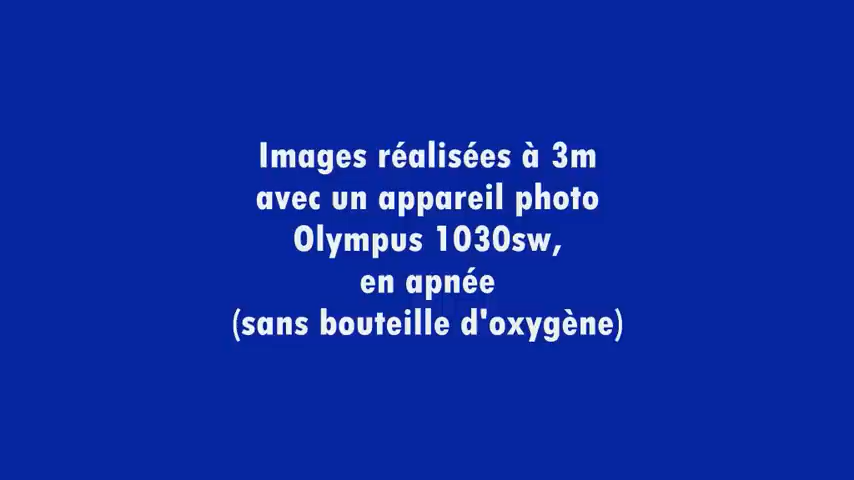 Images réalisées à 3m
avec un appareil photo
Olympus 1030sw,
en apnée
(sans bouteille d'oxygène)